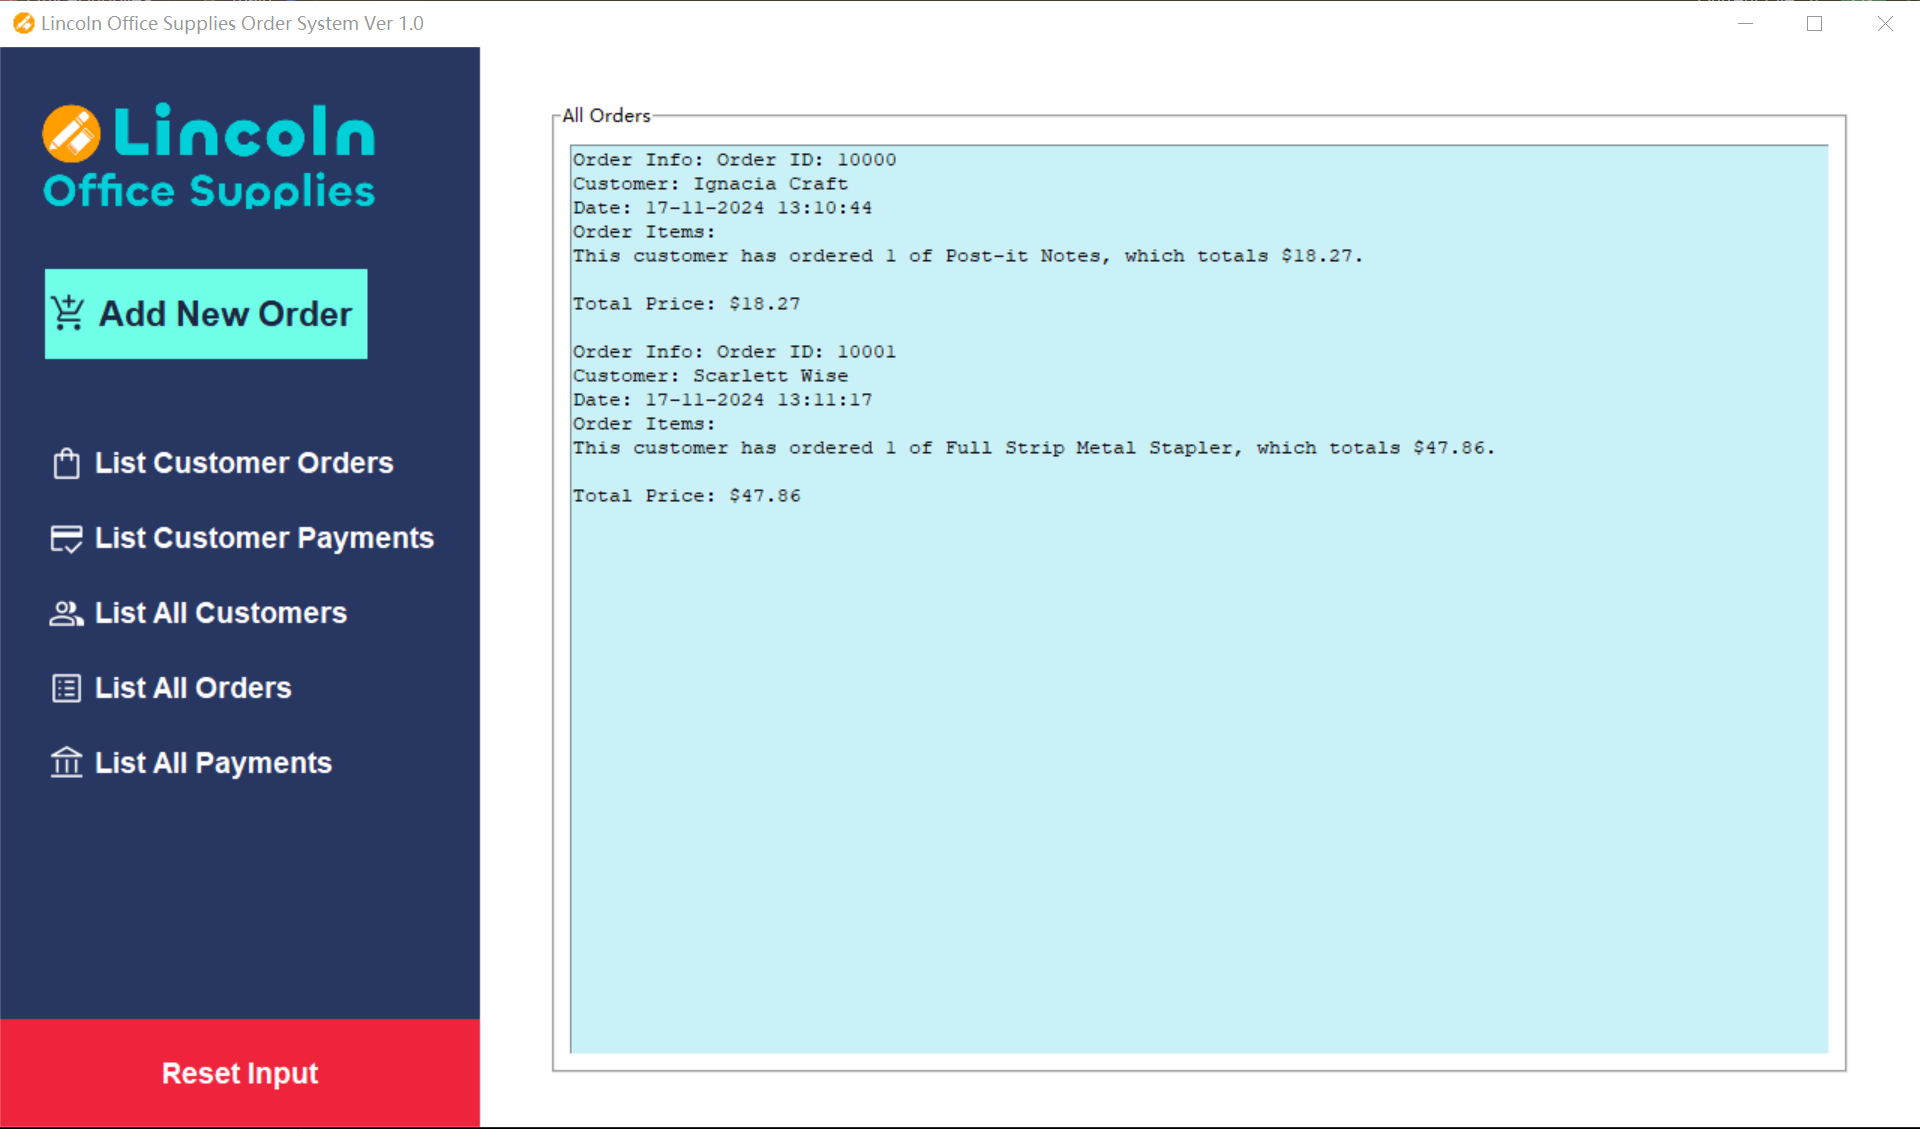 Lincoln Office Supplies Order System Ver 1.0
Lincoln
Office Supplies
Add New Order
List Customer Orders
List Customer Payments
List All Customers
List All Orders
List All Payments
Reset Input
All Orders
Order Info: Order ID: 10000
Customer: Ignacia Craft
Date: 17-11-2024 13:10:44
Order Items:
This customer has ordered 1 of Post-it Notes, which totals $18.27.
Total Price: $18.27
Order Info: Order ID: 10001
Customer: Scarlett Wise
Date: 17-11-2024 13:11:17
Order Items:
This customer has ordered 1 of Full Strip Metal Stapler, which totals $47.86.
Total Price: $47.86